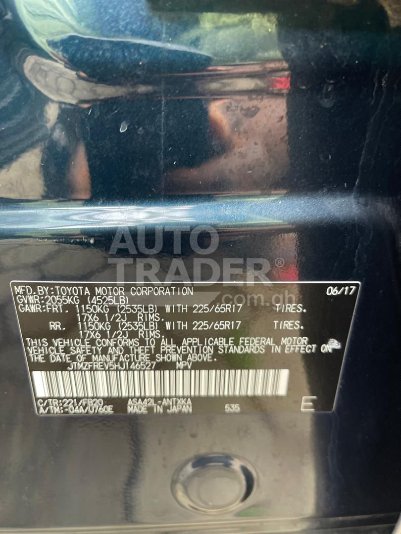 AUTO
TRADER
.com.gh
MFD.BY:TOYOTA MOTOR CORPORATION 06/17
GVWR:2055KG (4525LB)
GAWR:FRT. 1150KG (2535LB) WITH 225/65R17 TIRES.
17X6 1/2J RIMS.
RR. 1150KG (2535LB) WITH 225/65R17 TIRES.
17X6 1/2J RIMS.
THIS VEHICLE CONFORMS TO ALL APPLICABLE FEDERAL MOTOR
VEHICLE SAFETY, BUMPER, AND THEFT PREVENTION STANDARDS IN
EFFECT ON THE DATE OF MANUFACTURE SHOWN ABOVE.
JTMZFREV5HJ146527 MPV
C/TR:221/FB20 ASA42L-ANTXKA
A/TM:-04A/U760E MADE IN JAPAN 535 E